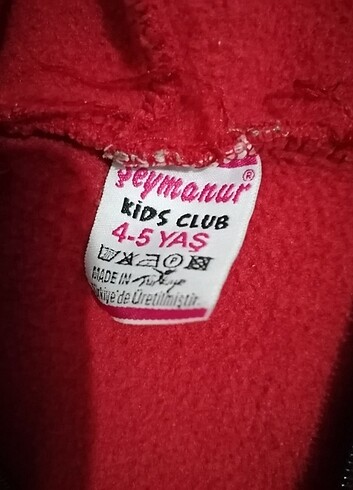 Şeymanur ®
KiDS CLUB
4-5 YAŞ
P
MADE IN Türkiye
Türkiye'de Üretilmiştir.